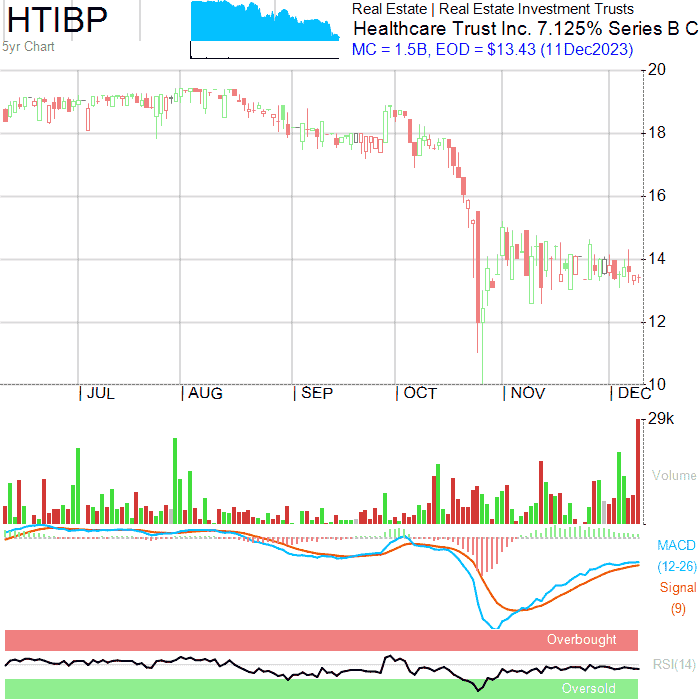 HTIBP
5yr Chart
Real Estate | Real Estate Investment Trusts
Healthcare Trust Inc. 7.125% Series B C
MC = 1.5B, EOD = $13.43 (11Dec2023)
20
18
16
14
12
10
JUL
AUG
SEP
OCT
NOV
DEC
29k
Volume
MACD
(12-26)
Signal
(9)
Overbought
RSI(14)
Oversold